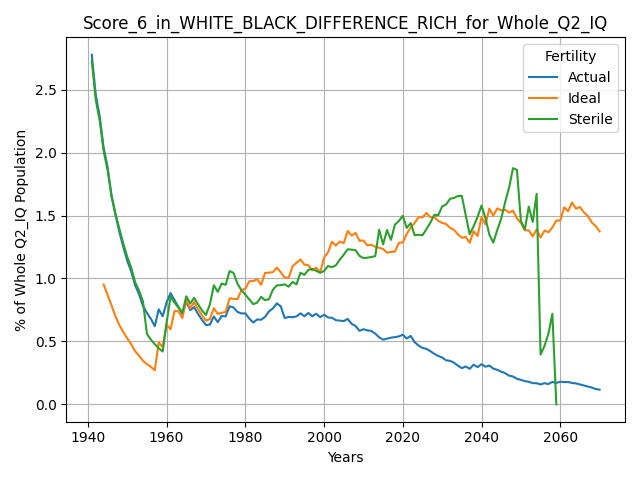 Score_6_in_WHITE_BLACK_DIFFERENCE_RICH_for_Whole_Q2_IQ
Fertility
Actual
Ideal
Sterile
% of Whole Q2_IQ Population
2.5
2.0
1.5
1.0
0.5
0.0
1940 1960 1980 2000 2020 2040 2060
Years